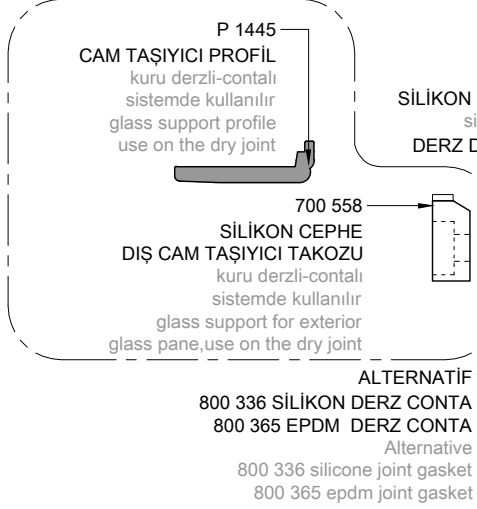 P 1445
CAM TAŞIYICI PROFİL
kuru derzli-contalı
sistemde kullanılır
glass support profile
use on the dry joint
SİLİKON
si
DERZ D
700 558
SİLİKON CEPHE
DIŞ CAM TAŞIYICI TAKOZU
kuru derzli-contalı
sistemde kullanılır
glass support for exterior
glass pane,use on the dry joint
ALTERNATİF
800 336 SİLİKON DERZ CONTA
800 365 EPDM DERZ CONTA
Alternative
800 336 silicone joint gasket
800 365 epdm joint gasket